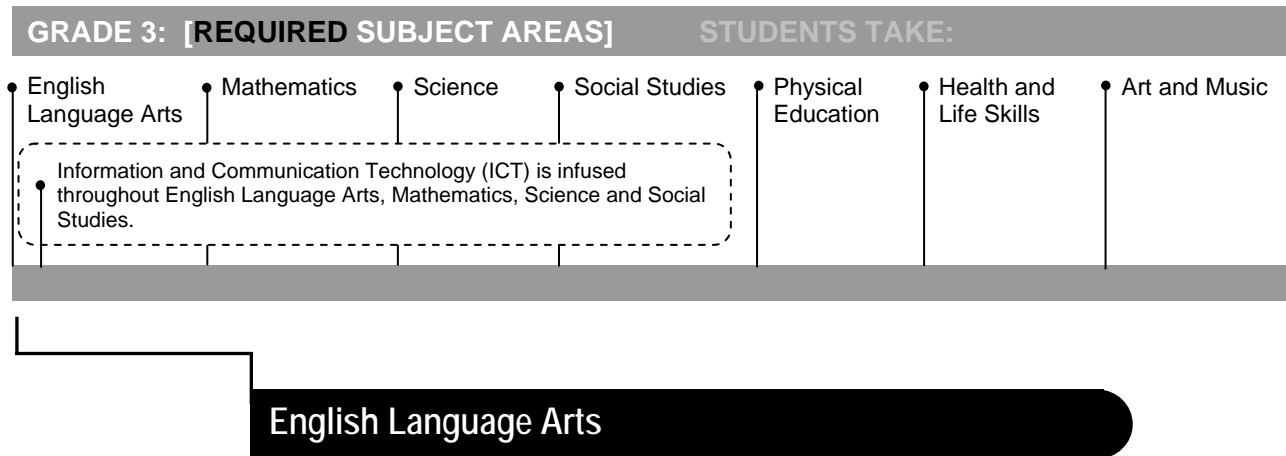 GRADE 3: [REQUIRED SUBJECT AREAS] STUDENTS TAKE:
English
Language Arts
Mathematics
Science
Social Studies
Physical
Education
Health and
Life Skills
Art and Music
Information and Communication Technology (ICT) is infused
throughout English Language Arts, Mathematics, Science and Social
Studies.
English Language Arts